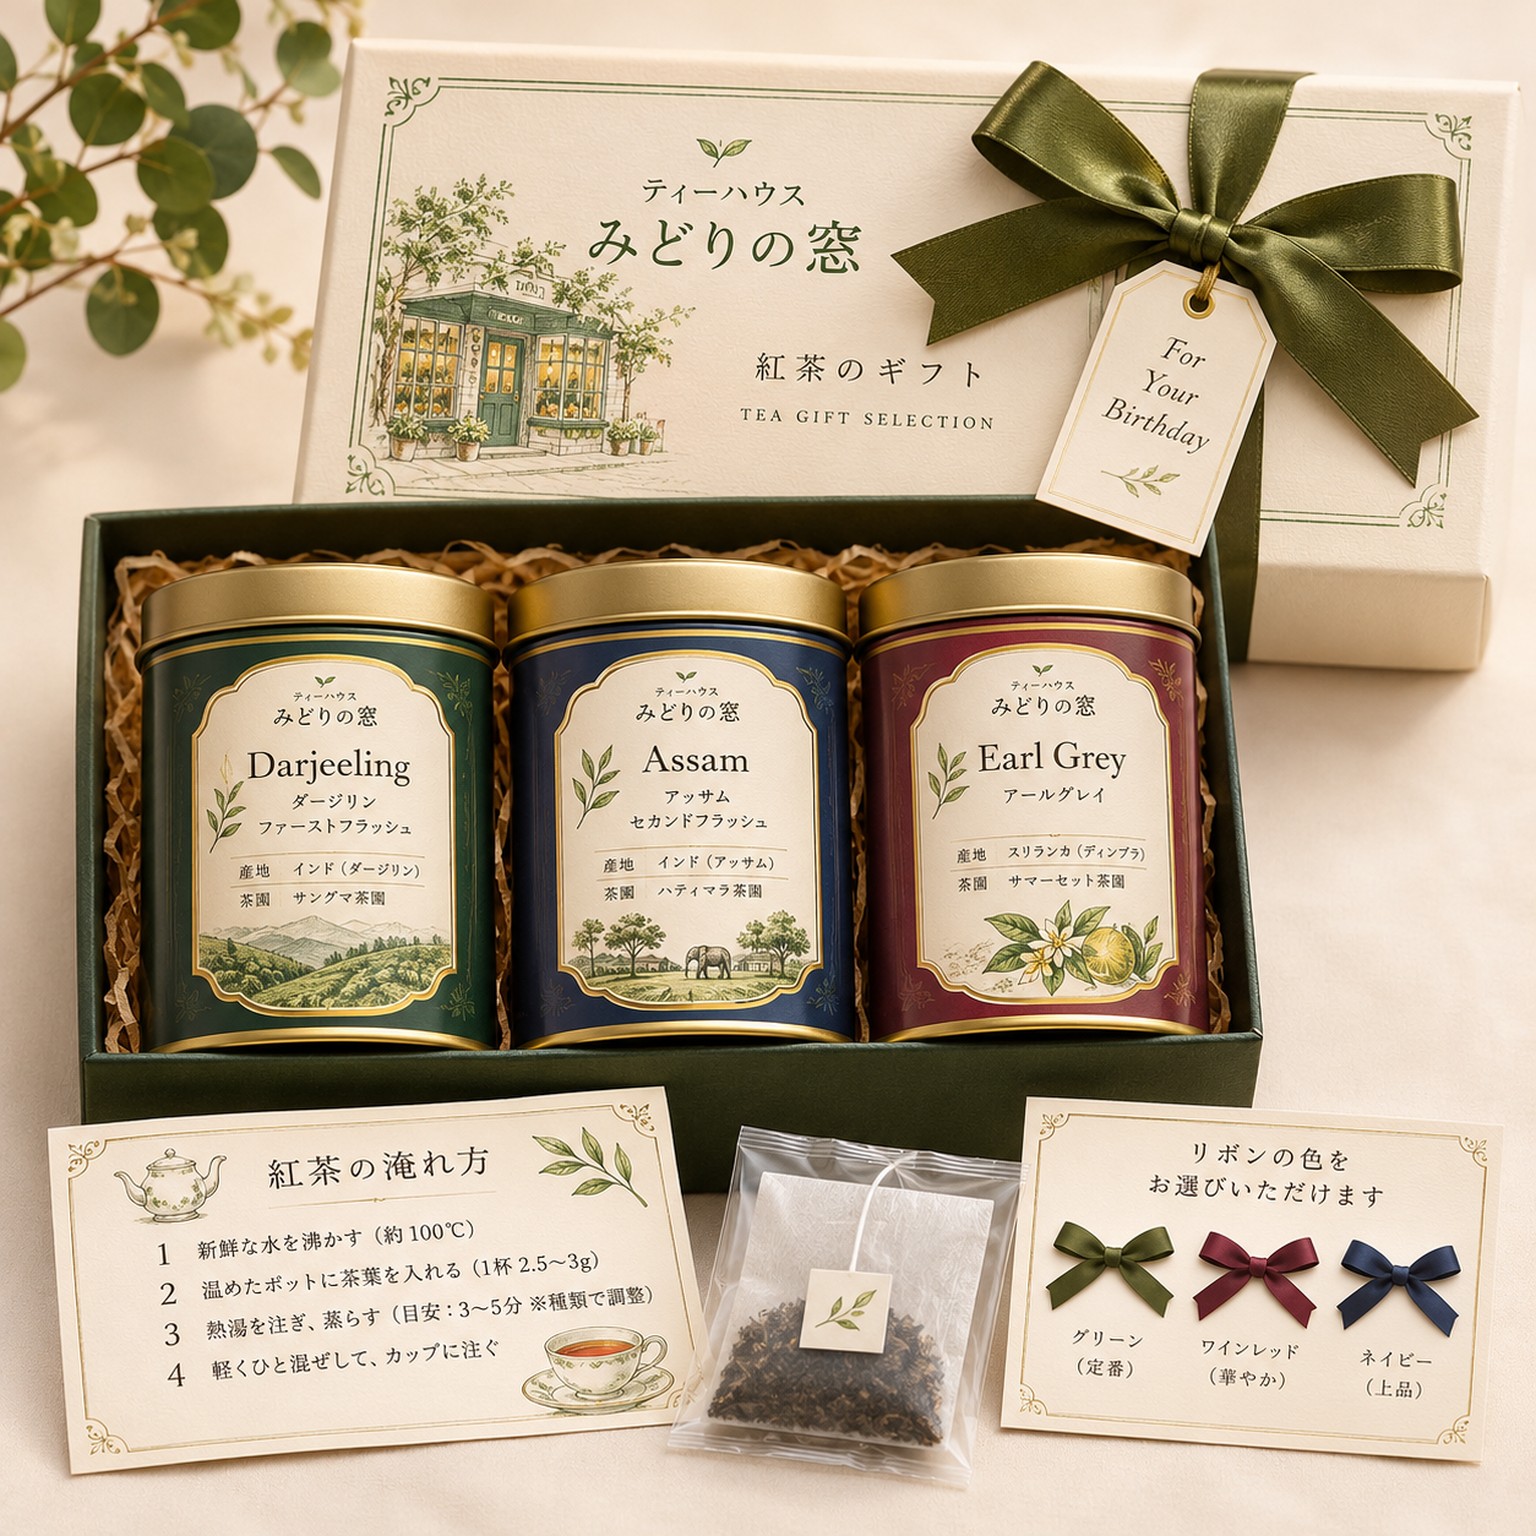 ティーハウス
みどりの窓
紅茶のギフト
TEA GIFT SELECTION
For
Your
Birthday
ティーハウス
みどりの窓
Darjeeling
ダージリン
ファーストフラッシュ
産地 インド(ダージリン)
茶園 サングマ茶園
ティーハウス
みどりの窓
Assam
アッサム
セカンドフラッシュ
産地 インド(アッサム)
茶園 ハティマラ茶園
ティーハウス
みどりの窓
Earl Grey
アールグレイ
産地 スリランカ(ディンブラ)
茶園 サマーセット茶園
紅茶の淹れ方
1 新鮮な水を沸かす(約100℃)
2 温めたポットに茶葉を入れる(1杯 2.5〜3g)
3 熱湯を注ぎ、蒸らす(目安:3〜5分 ※種類で調整)
4 軽くひと混ぜして、カップに注ぐ
リボンの色を
お選びいただけます
グリーン
(定番)
ワインレッド
(華やか)
ネイビー
(上品)